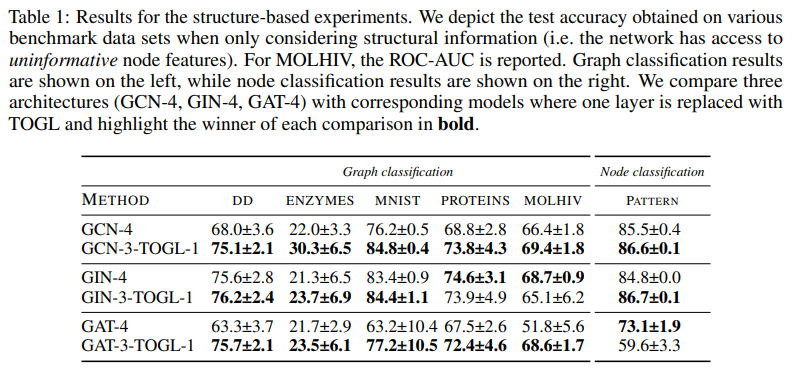 Table 1: Results for the structure-based experiments. We depict the test accuracy obtained on various
benchmark data sets when only considering structural information (i.e. the network has access to
uninformative node features). For MOLHIV, the ROC-AUC is reported. Graph classification results
are shown on the left, while node classification results are shown on the right. We compare three
architectures (GCN-4, GIN-4, GAT-4) with corresponding models where one layer is replaced with
TOGL and highlight the winner of each comparison in bold.
Graph classification Node classification
METHOD DD ENZYMES MNIST PROTEINS MOLHIV PATTERN
GCN-4 68.0±3.6 22.0±3.3 76.2±0.5 68.8±2.8 66.4±1.8 85.5±0.4
GCN-3-TOGL-1 75.1±2.1 30.3±6.5 84.8±0.4 73.8±4.3 69.4±1.8 86.6±0.1
GIN-4 75.6±2.8 21.3±6.5 83.4±0.9 74.6±3.1 68.7±0.9 84.8±0.0
GIN-3-TOGL-1 76.2±2.4 23.7±6.9 84.4±1.1 73.9±4.9 65.1±6.2 86.7±0.1
GAT-4 63.3±3.7 21.7±2.9 63.2±10.4 67.5±2.6 51.8±5.6 73.1±1.9
GAT-3-TOGL-1 75.7±2.1 23.5±6.1 77.2±10.5 72.4±4.6 68.6±1.7 59.6±3.3